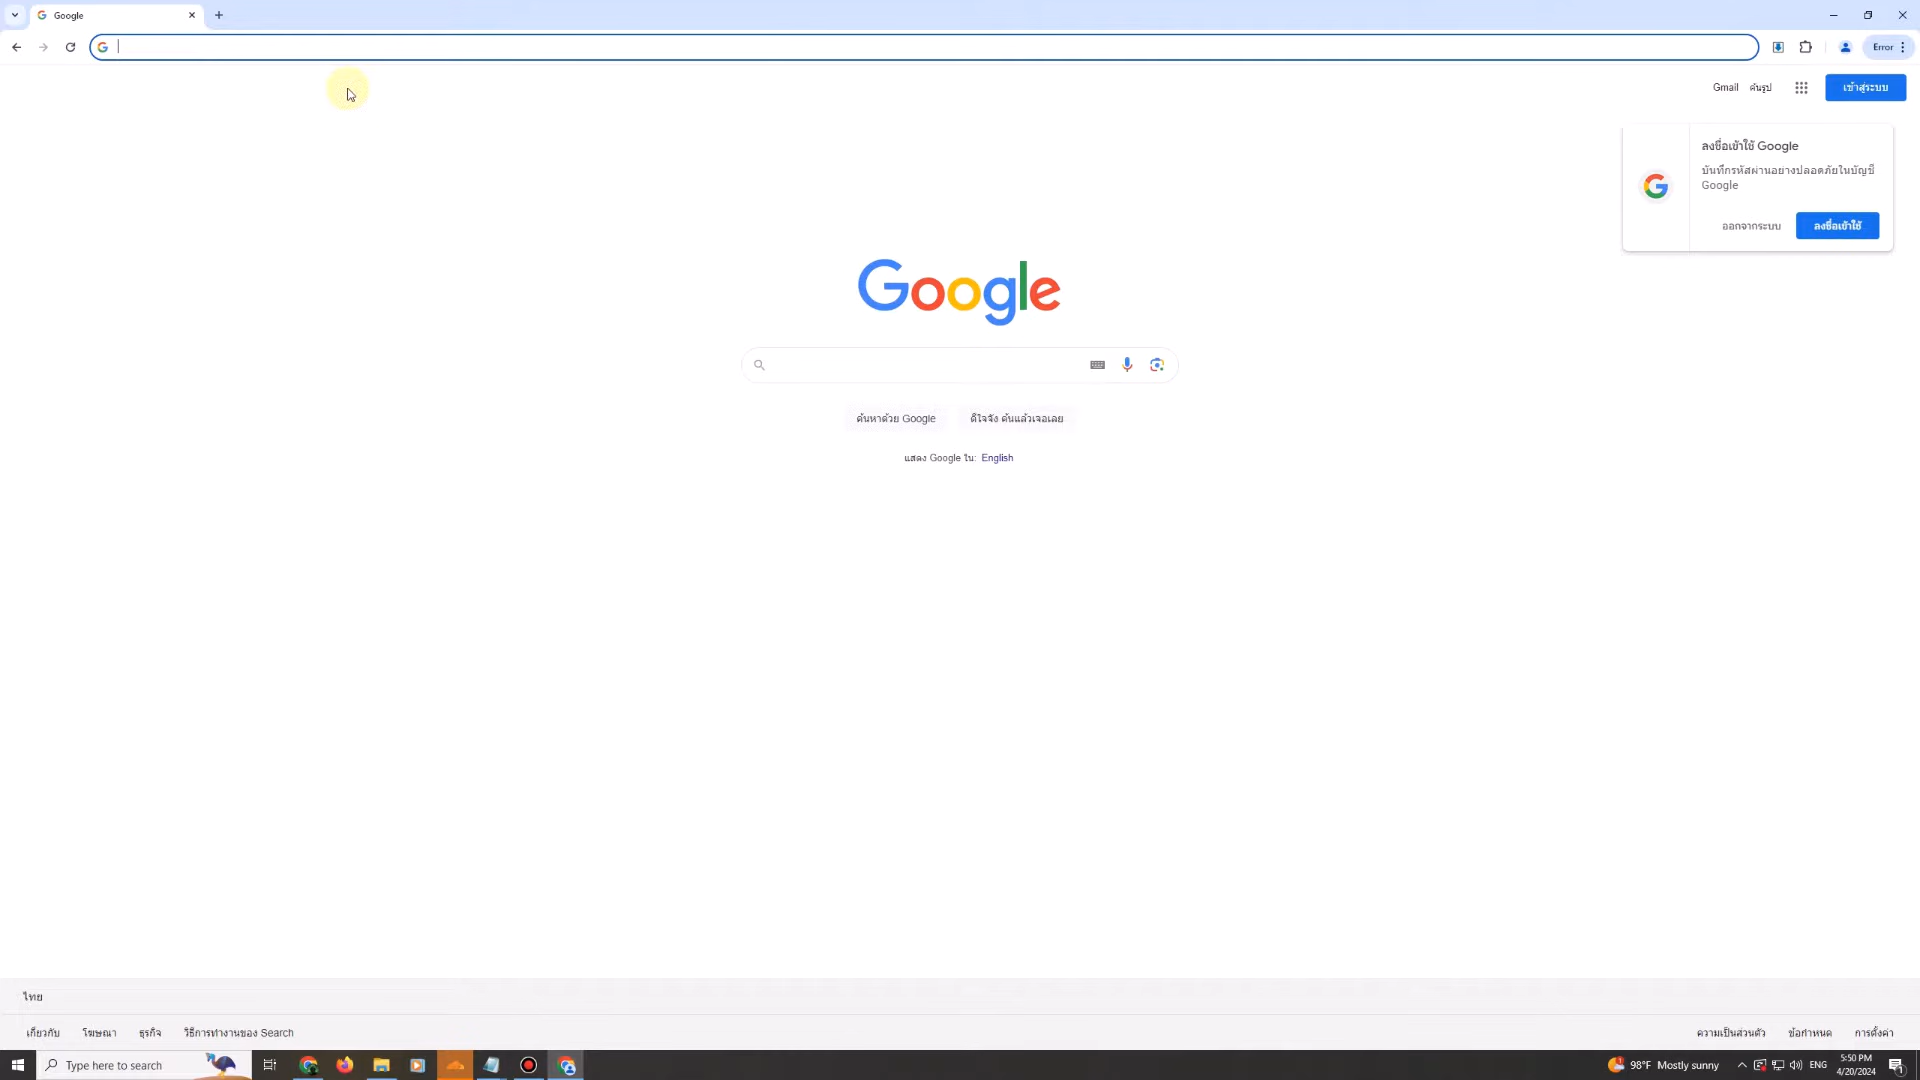 Google
Error
Gmail ค้นรูป
เข้าสู่ระบบ
ลงชื่อเข้าใช้ Google
บันทึกรหัสผ่านอย่างปลอดภัยในบัญชี
Google
ออกจากระบบ ลงชื่อเข้าใช้
Google
ค้นหาด้วย Google ดีใจจัง ค้นแล้วเจอเลย
แสดง Google ใน: English
ไทย
เกี่ยวกับ โฆษณา ธุรกิจ วิธีการทำงานของ Search ความเป็นส่วนตัว ข้อกำหนด การตั้งค่า
Type here to search
98°F Mostly sunny
ENG
5:50 PM
4/20/2024